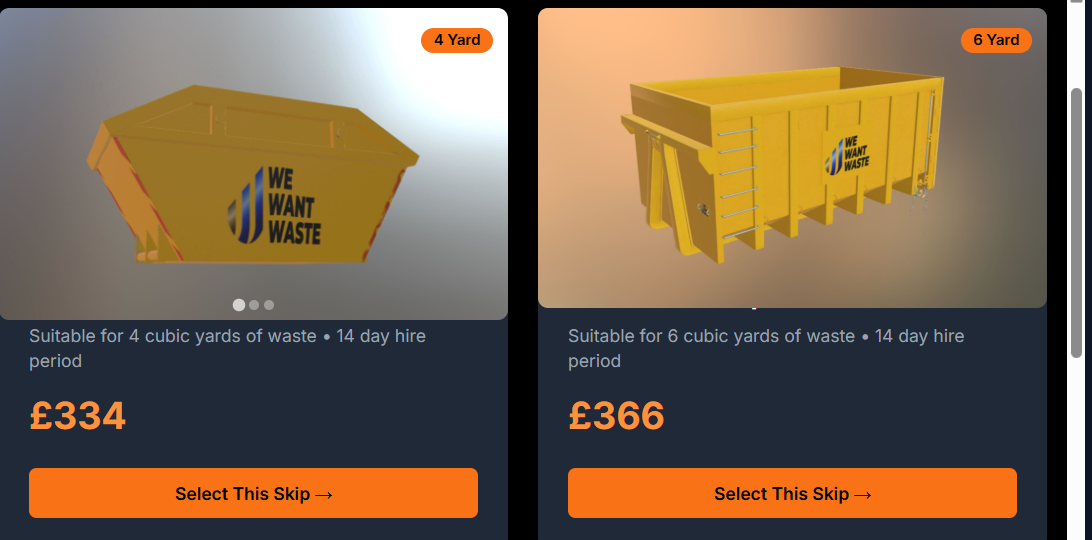 4 Yard
WE
WANT
WASTE
Suitable for 4 cubic yards of waste • 14 day hire
period
£334
Select This Skip →
6 Yard
WE
WANT
WASTE
Suitable for 6 cubic yards of waste • 14 day hire
period
£366
Select This Skip →